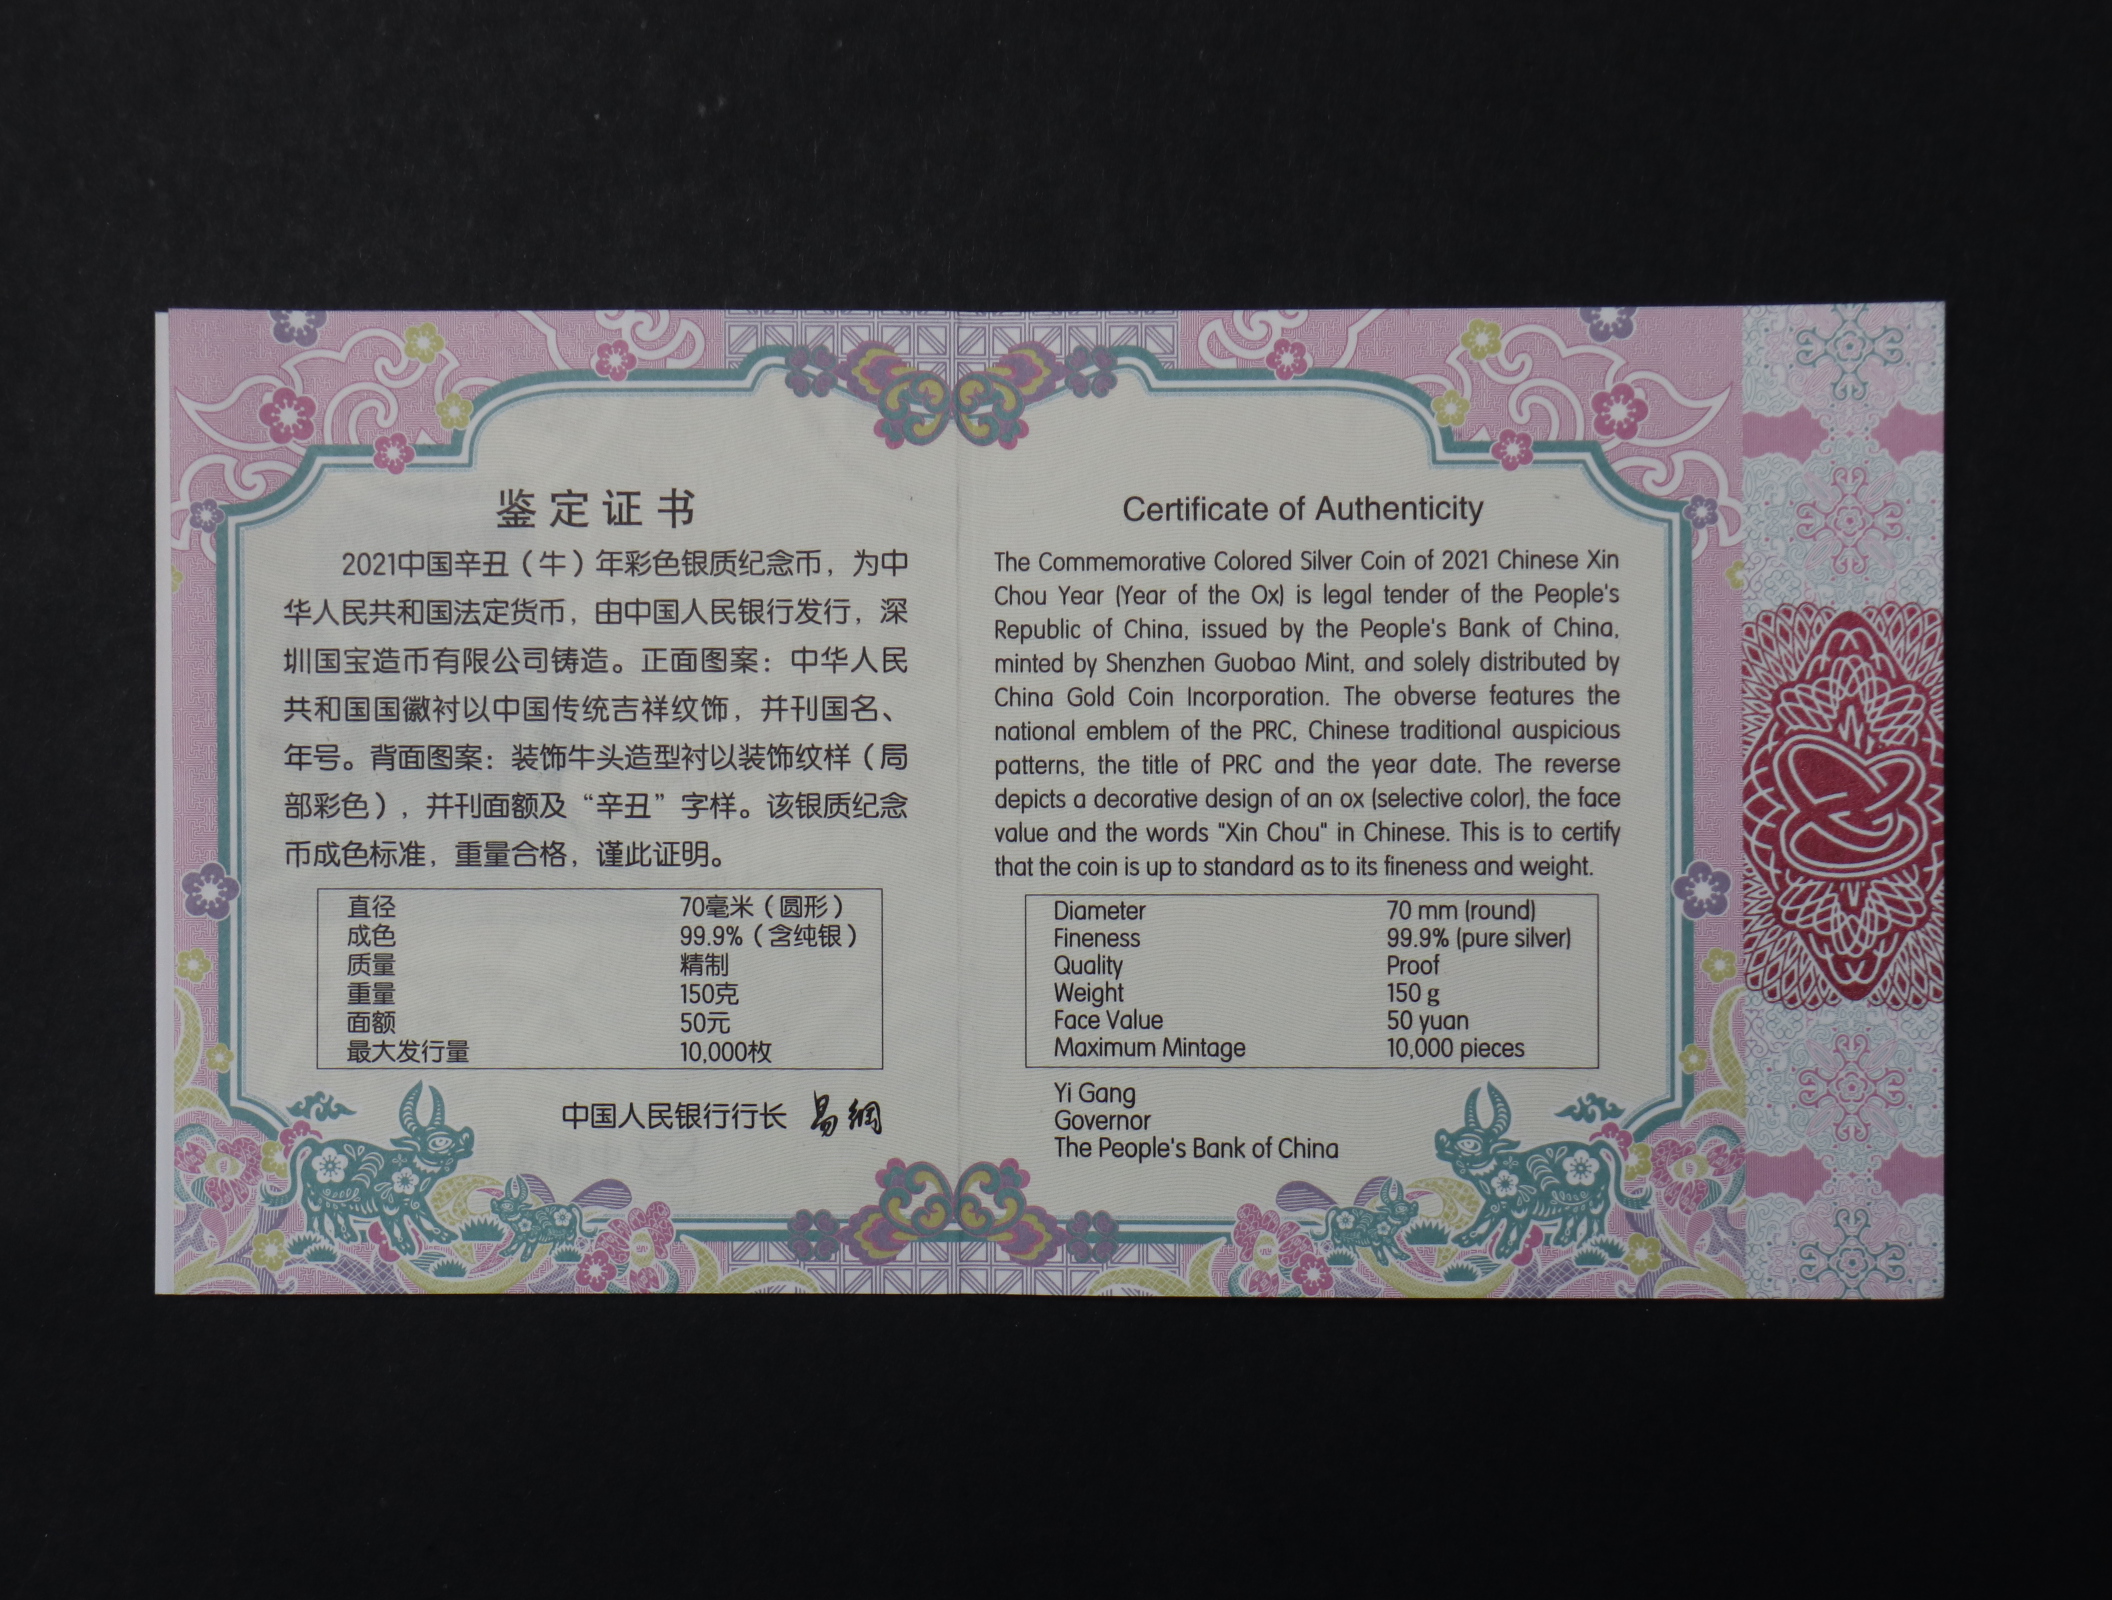 鉴定证书
2021中国辛丑（牛）年彩色银质纪念币，为中
华人民共和国法定货币，由中国人民银行发行，深
圳国宝造币有限公司铸造。正面图案：中华人民
共和国国徽衬以中国传统吉祥纹饰，并刊国名、
年号。背面图案：装饰牛头造型衬以装饰纹样（局
部彩色），并刊面额及“辛丑”字样。该银质纪念
币成色标准，重量合格，谨此证明。
直径 70毫米（圆形）
成色 99.9%（含纯银）
质量 精制
重量 150克
面额 50元
最大发行量 10,000枚
中国人民银行行长 易纲
Certificate of Authenticity
The Commemorative Colored Silver Coin of 2021 Chinese Xin
Chou Year (Year of the Ox) is legal tender of the People's
Republic of China, issued by the People's Bank of China,
minted by Shenzhen Guobao Mint, and solely distributed by
China Gold Coin Incorporation. The obverse features the
national emblem of the PRC, Chinese traditional auspicious
patterns, the title of PRC and the year date. The reverse
depicts a decorative design of an ox (selective color), the face
value and the words "Xin Chou" in Chinese. This is to certify
that the coin is up to standard as to its fineness and weight.
Diameter 70 mm (round)
Fineness 99.9% (pure silver)
Quality Proof
Weight 150 g
Face Value 50 yuan
Maximum Mintage 10,000 pieces
Yi Gang
Governor
The People's Bank of China